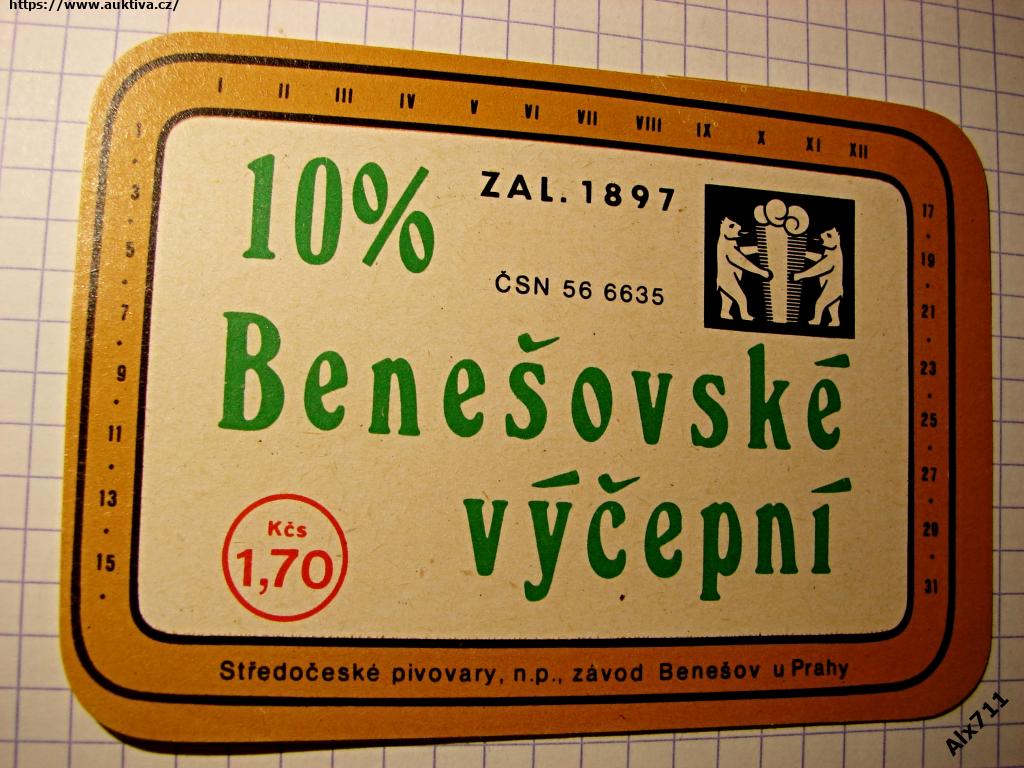 https://www.auktiva.cz/
I II III IV V VI VII VIII IX X XI XII
1 · 3 · 5 · 7 · 9 · 11 · 13 · 15 ·
10%
ZAL. 1897
ČSN 56 6635
Benešovské
výčepní
Kčs
1,70
17 · 19 · 21 · 23 · 25 · 27 · 29 · 31
Středočeské pivovary, n.p., závod Benešov u Prahy
Alx711